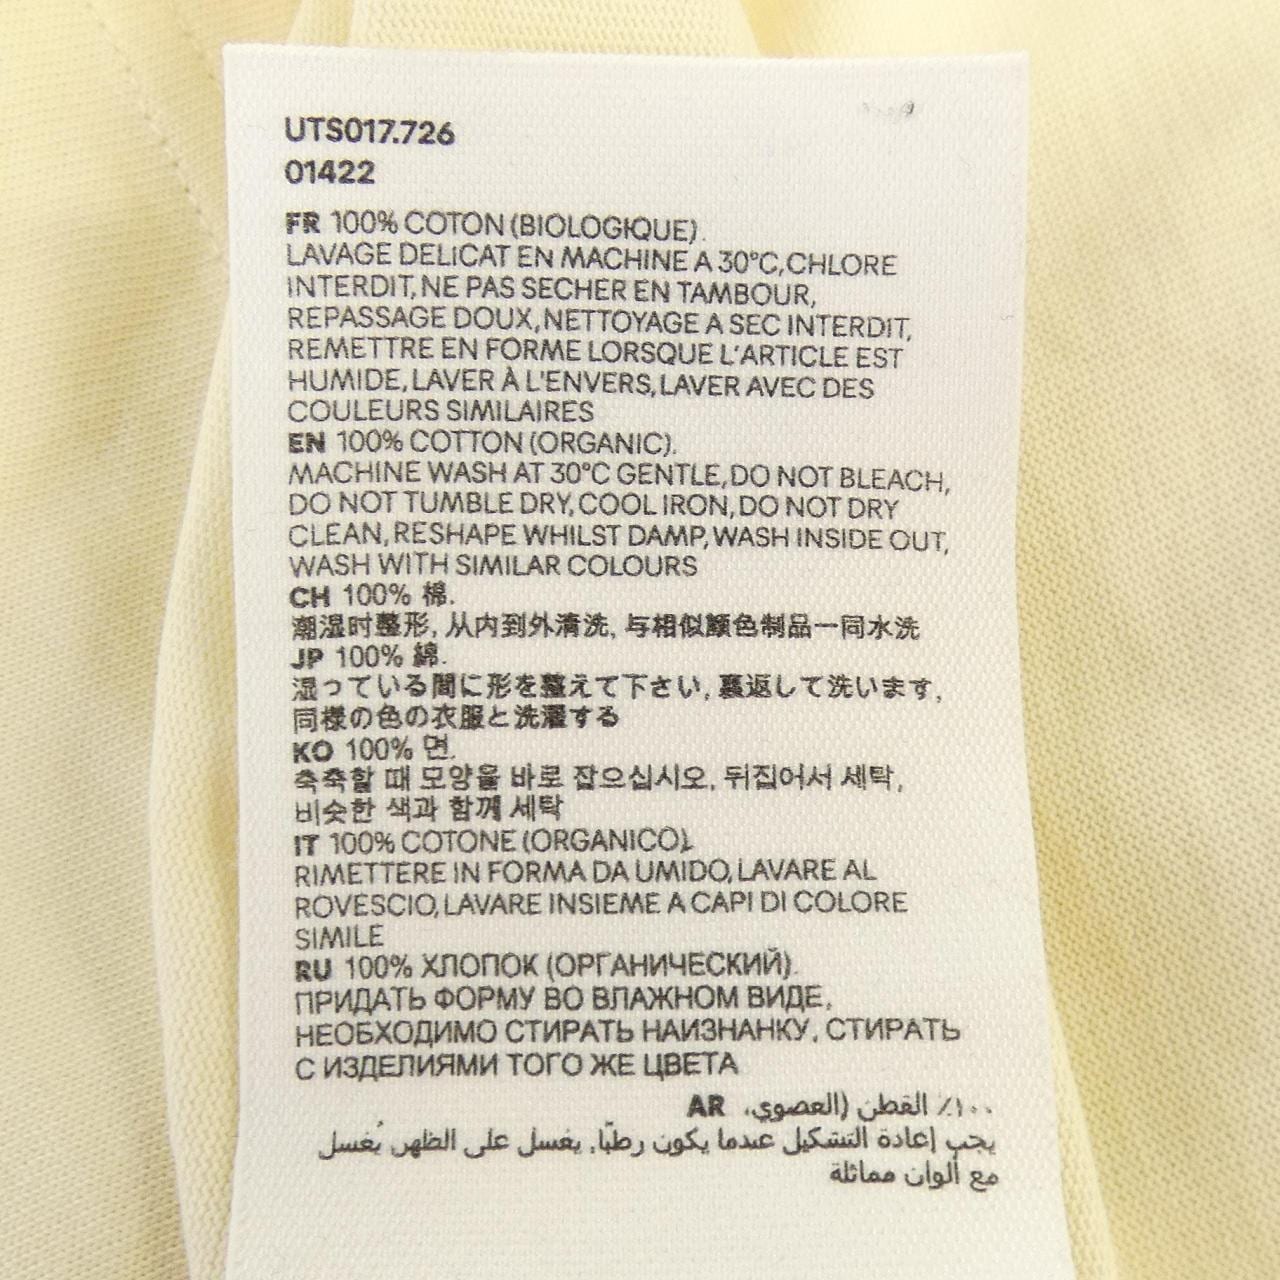 UTS017.726
01422
FR 100% COTON (BIOLOGIQUE).
LAVAGE DELICAT EN MACHINE A 30°C, CHLORE
INTERDIT, NE PAS SECHER EN TAMBOUR,
REPASSAGE DOUX, NETTOYAGE A SEC INTERDIT,
REMETTRE EN FORME LORSQUE L'ARTICLE EST
HUMIDE, LAVER À L'ENVERS, LAVER AVEC DES
COULEURS SIMILAIRES
EN 100% COTTON (ORGANIC).
MACHINE WASH AT 30°C GENTLE, DO NOT BLEACH,
DO NOT TUMBLE DRY, COOL IRON, DO NOT DRY
CLEAN, RESHAPE WHILST DAMP, WASH INSIDE OUT,
WASH WITH SIMILAR COLOURS
CH 100% 棉.
潮湿时整形, 从内到外清洗, 与相似颜色制品一同水洗
JP 100% 綿.
湿っている間に形を整えて下さい, 裏返して洗います,
同様の色の衣服と洗濯する
KO 100% 면.
축축할 때 모양을 바로 잡으십시오, 뒤집어서 세탁,
비슷한 색과 함께 세탁
IT 100% COTONE (ORGANICO).
RIMETTERE IN FORMA DA UMIDO, LAVARE AL
ROVESCIO, LAVARE INSIEME A CAPI DI COLORE
SIMILE
RU 100% ХЛОПОК (ОРГАНИЧЕСКИЙ).
ПРИДАТЬ ФОРМУ ВО ВЛАЖНОМ ВИДЕ,
НЕОБХОДИМО СТИРАТЬ НАИЗНАНКУ, СТИРАТЬ
С ИЗДЕЛИЯМИ ТОГО ЖЕ ЦВЕТА
١٠٠٪ القطن (العضوي، AR
يجب إعادة التشكيل عندما يكون رطبًا, يغسل على الظهر, يُغسل
مع ألوان مماثلة